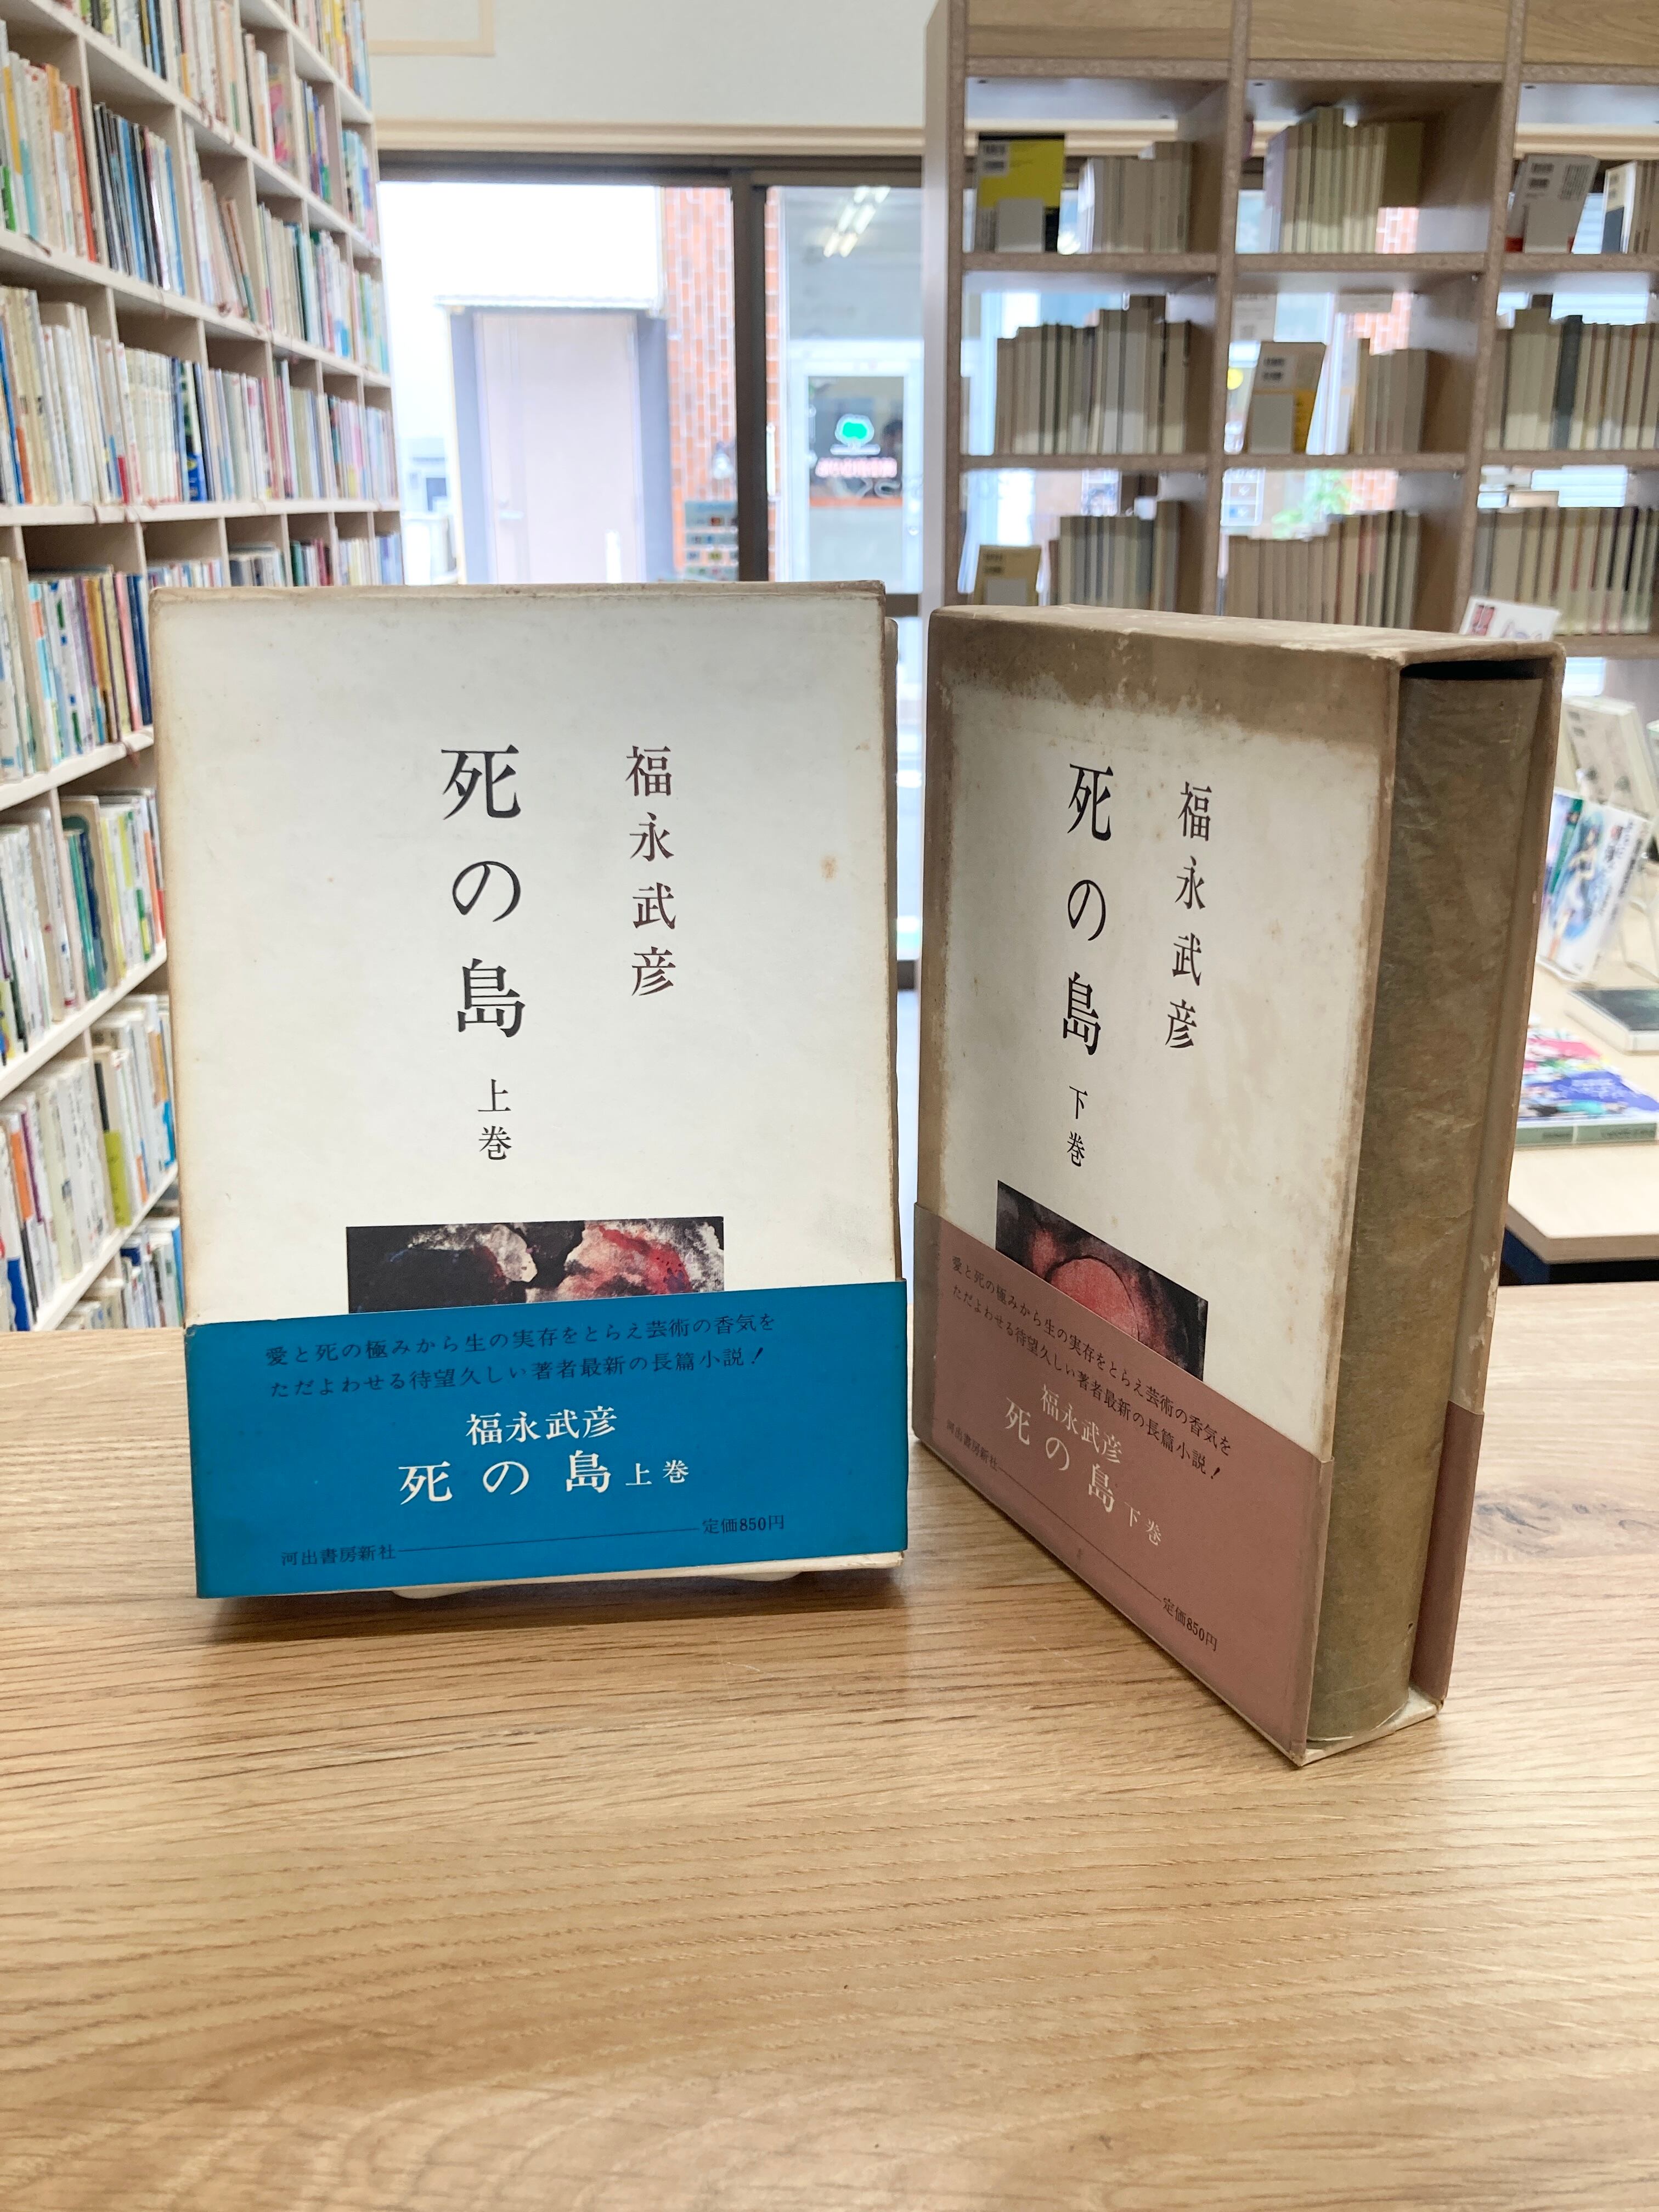 福永武彦
死の島 上巻
愛と死の極みから生の実存をとらえ芸術の香気を
ただよわせる待望久しい著者最新の長篇小説!
福永武彦
死の島 上巻
定価850円
河出書房新社
福永武彦
死の島 下巻
愛と死の極みから生の実存をとらえ芸術の香気を
ただよわせる待望久しい著者最新の長篇小説!
福永武彦
死の島 下巻
河出書房新社
定価850円